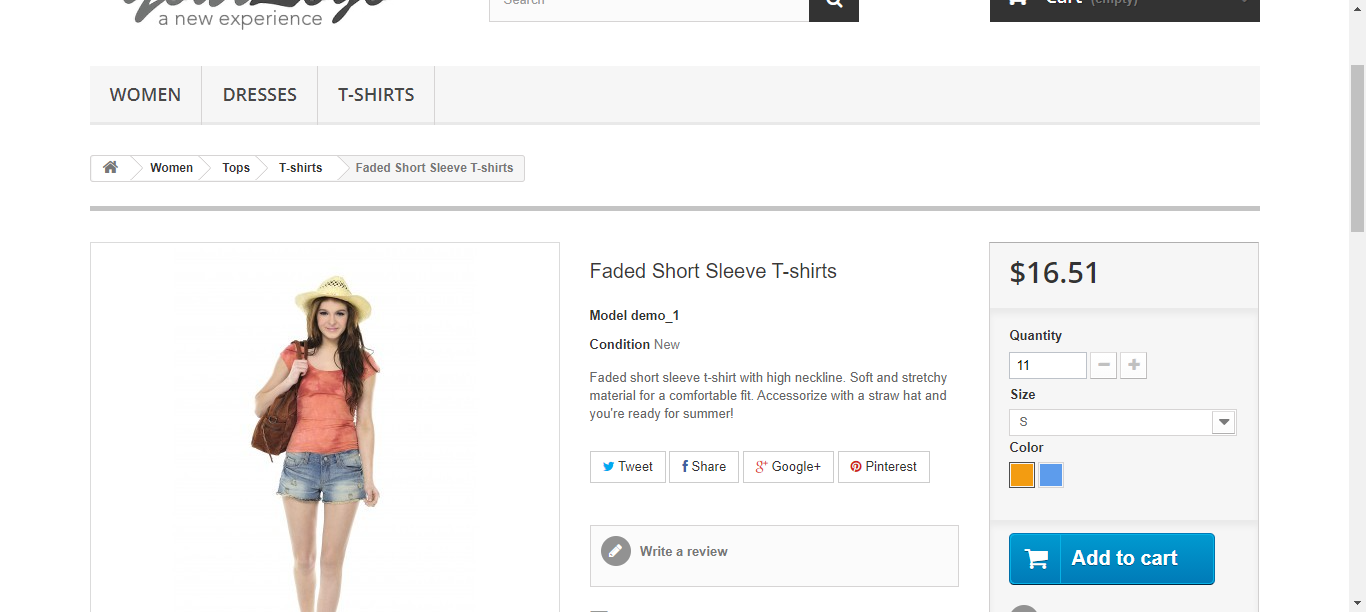 a new experience
Search
Cart (empty)
WOMEN
DRESSES
T-SHIRTS
Women
Tops
T-shirts
Faded Short Sleeve T-shirts
Faded Short Sleeve T-shirts
Model demo_1
Condition New
Faded short sleeve t-shirt with high neckline. Soft and stretchy
material for a comfortable fit. Accessorize with a straw hat and
you're ready for summer!
Tweet
Share
Google+
Pinterest
Write a review
$16.51
Quantity
11
Size
S
Color
Add to cart